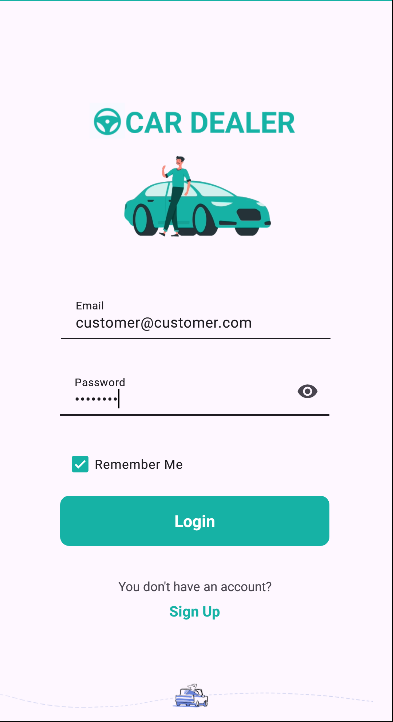 CAR DEALER
Email
customer@customer.com
Password
••••••••
Remember Me
Login
You don't have an account?
Sign Up